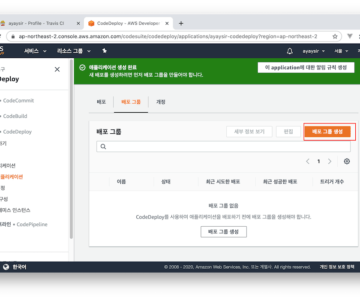 ayaysir - Profile - Travis CI
CodeDeploy - AWS Develope
ap-northeast-2.console.aws.amazon.com/codesuite/codedeploy/applications/ayaysir-codedeploy?region=ap-northeast-2
서비스
리소스 그룹
ayaysir
서울
애플리케이션 생성 완료
새 배포를 생성하려면 먼저 배포 그룹을 만들어야 합니다.
이 application에 대한 알림 규칙 생성
Deploy
CodeCommit
CodeBuild
CodeDeploy
CodePipeline
배포
배포 그룹
개정
배포 그룹
세부 정보 보기
편집
배포 그룹 생성
1
이름
상태
최근 시도한 배포
최근 성공한 배포
트리거 개수
배포 그룹 없음
CodeDeploy를 사용하여 애플리케이션을 배포하기 전에 배포 그룹을 생성해야 합니다.
배포 그룹 생성
한국어
© 2008 - 2020, Amazon Web Services, Inc. 또는 계열사. All rights reserved.
개인 정보 보호 정책